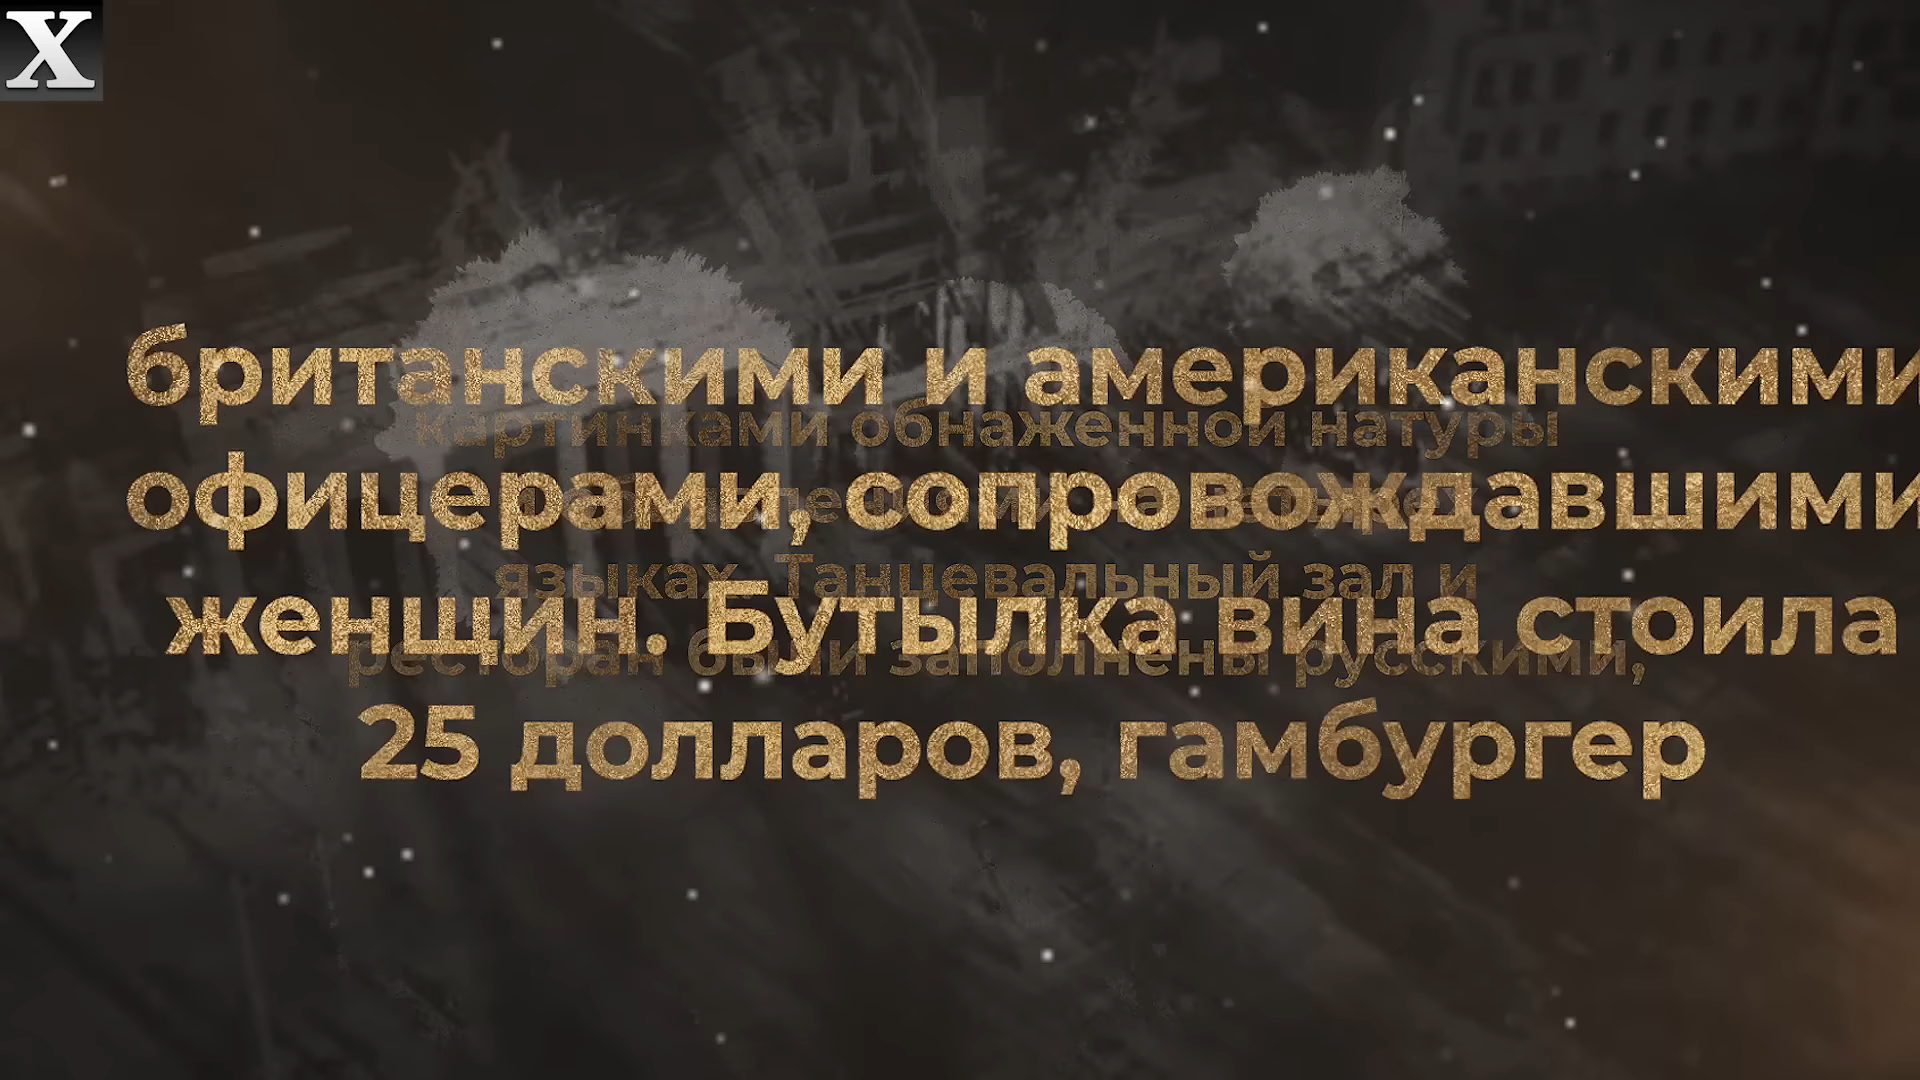 X
британскими и американскими
офицерами, сопровождавшими
женщин. Бутылка вина стоила
25 долларов, гамбургер
картинками обнаженной натуры
языках. Танцевальный зал и
ресторан были заполнены русскими,